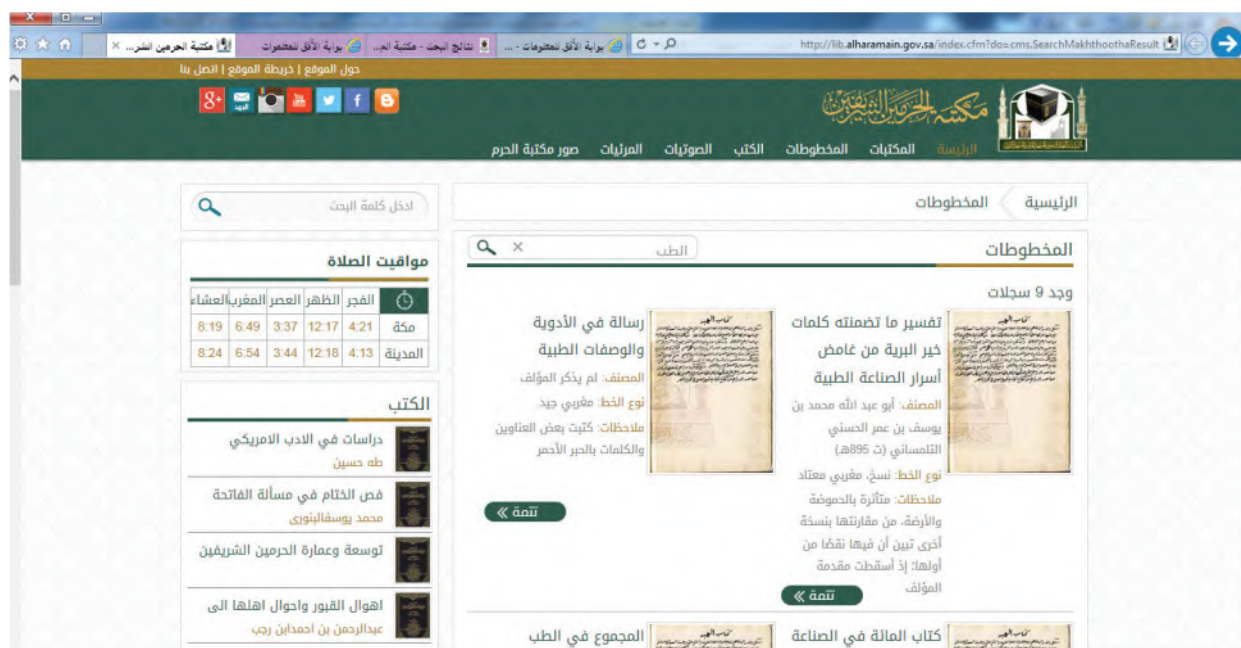 http://lib.alharamain.gov.sa/index.cfm?do=cms.SearchMakhthoothaResult
بوابة الأفق للمعلومات - ...
نتائج البحث - مكتبة الح...
بوابة الأفق للمعلومات
مكتبة الحرمين الشر...
حول الموقع | خريطة الموقع | اتصل بنا
مكتبة الحرمين الشريفين
الرئيسة المكتبات المخطوطات الكتب الصوتيات المرئيات صور مكتبة الحرم
الرئيسية المخطوطات
المخطوطات
الطب
وجد 9 سجلات
تفسير ما تضمنته كلمات
خير البرية من غامض
أسرار الصناعة الطبية
المصنف: أبو عبد الله محمد بن
يوسف بن عمر الحسني
التلمساني (ت 895هـ)
نوع الخط: نسخ، مغربي معتاد
ملاحظات: متأثرة بالحموضة
والأرضة، من مقارنتها بنسخة
أخرى تبين أن فيها نقصًا من
أولها؛ إذ أسقطت مقدمة
المؤلف
تتمة
رسالة في الأدوية
والوصفات الطبية
المصنف: لم يذكر المؤلف
نوع الخط: مغربي جيد
ملاحظات: كتبت بعض العناوين
والكلمات بالحبر الأحمر
تتمة
كتاب المائة في الصناعة
المجموع في الطب
ادخل كلمة البحث
مواقيت الصلاة
الفجر الظهر العصر المغرب العشاء
مكة 4:21 12:17 3:37 6:49 8:19
المدينة 4:13 12:18 3:44 6:54 8:24
الكتب
دراسات في الادب الامريكي
طه حسين
فص الختام في مسألة الفاتحة
محمد يوسفالبنورى
توسعة وعمارة الحرمين الشريفين
اهوال القبور واحوال اهلها الى
عبدالرحمن بن احمدابن رجب